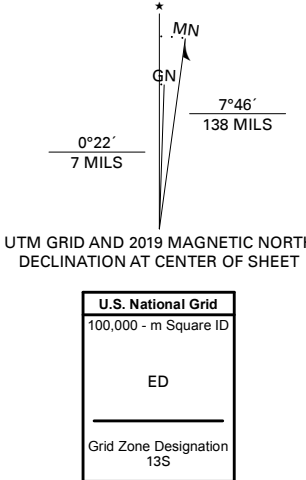 ★
MN
GN
7°46´
138 MILS
0°22´
7 MILS
UTM GRID AND 2019 MAGNETIC NORTH
DECLINATION AT CENTER OF SHEET
U.S. National Grid
100,000 - m Square ID
ED
Grid Zone Designation
13S